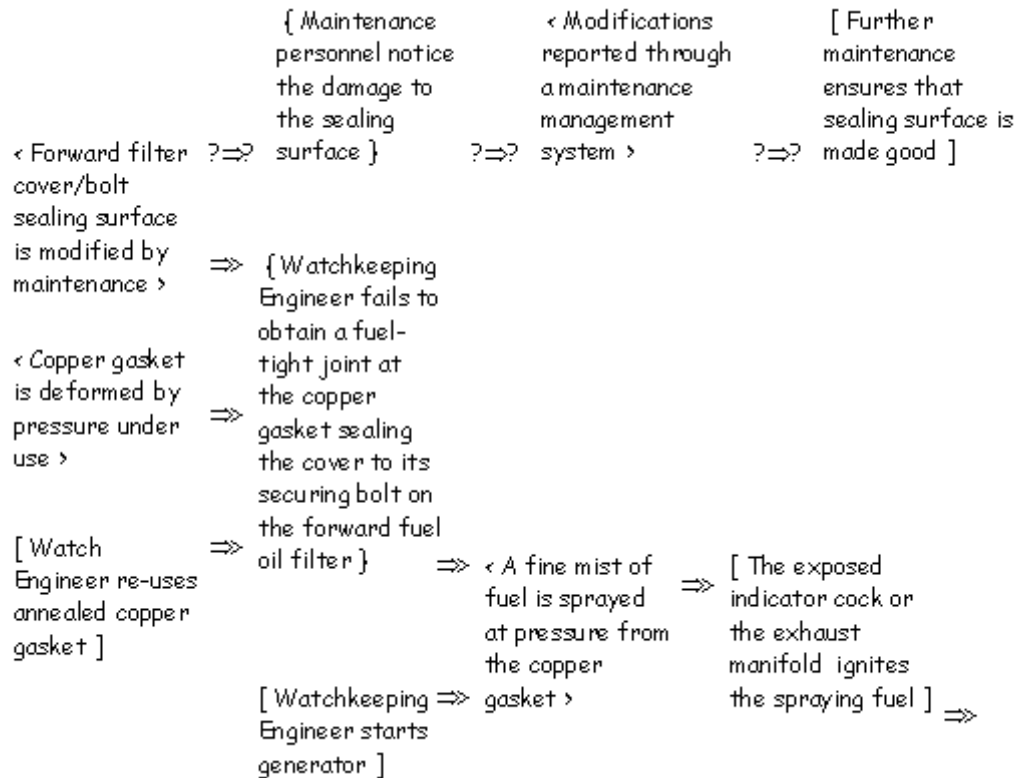 { Maintenance
personnel notice
the damage to
the sealing
surface }
< Modifications
reported through
a maintenance
management
system >
[ Further
maintenance
ensures that
sealing surface is
made good ]
< Forward filter
cover/bolt
sealing surface
is modified by
maintenance >
?⇒?
?⇒?
?⇒?
⇒>
{ Watchkeeping
Engineer fails to
obtain a fuel-
tight joint at
the copper
gasket sealing
the cover to its
securing bolt on
the forward fuel
oil filter }
< Copper gasket
is deformed by
pressure under
use >
⇒>
[ Watch
Engineer re-uses
annealed copper
gasket ]
⇒>
⇒>
< A fine mist of
fuel is sprayed
at pressure from
the copper
gasket >
⇒>
[ The exposed
indicator cock or
the exhaust
manifold ignites
the spraying fuel ]
⇒>
[ Watchkeeping
Engineer starts
generator ]
⇒>